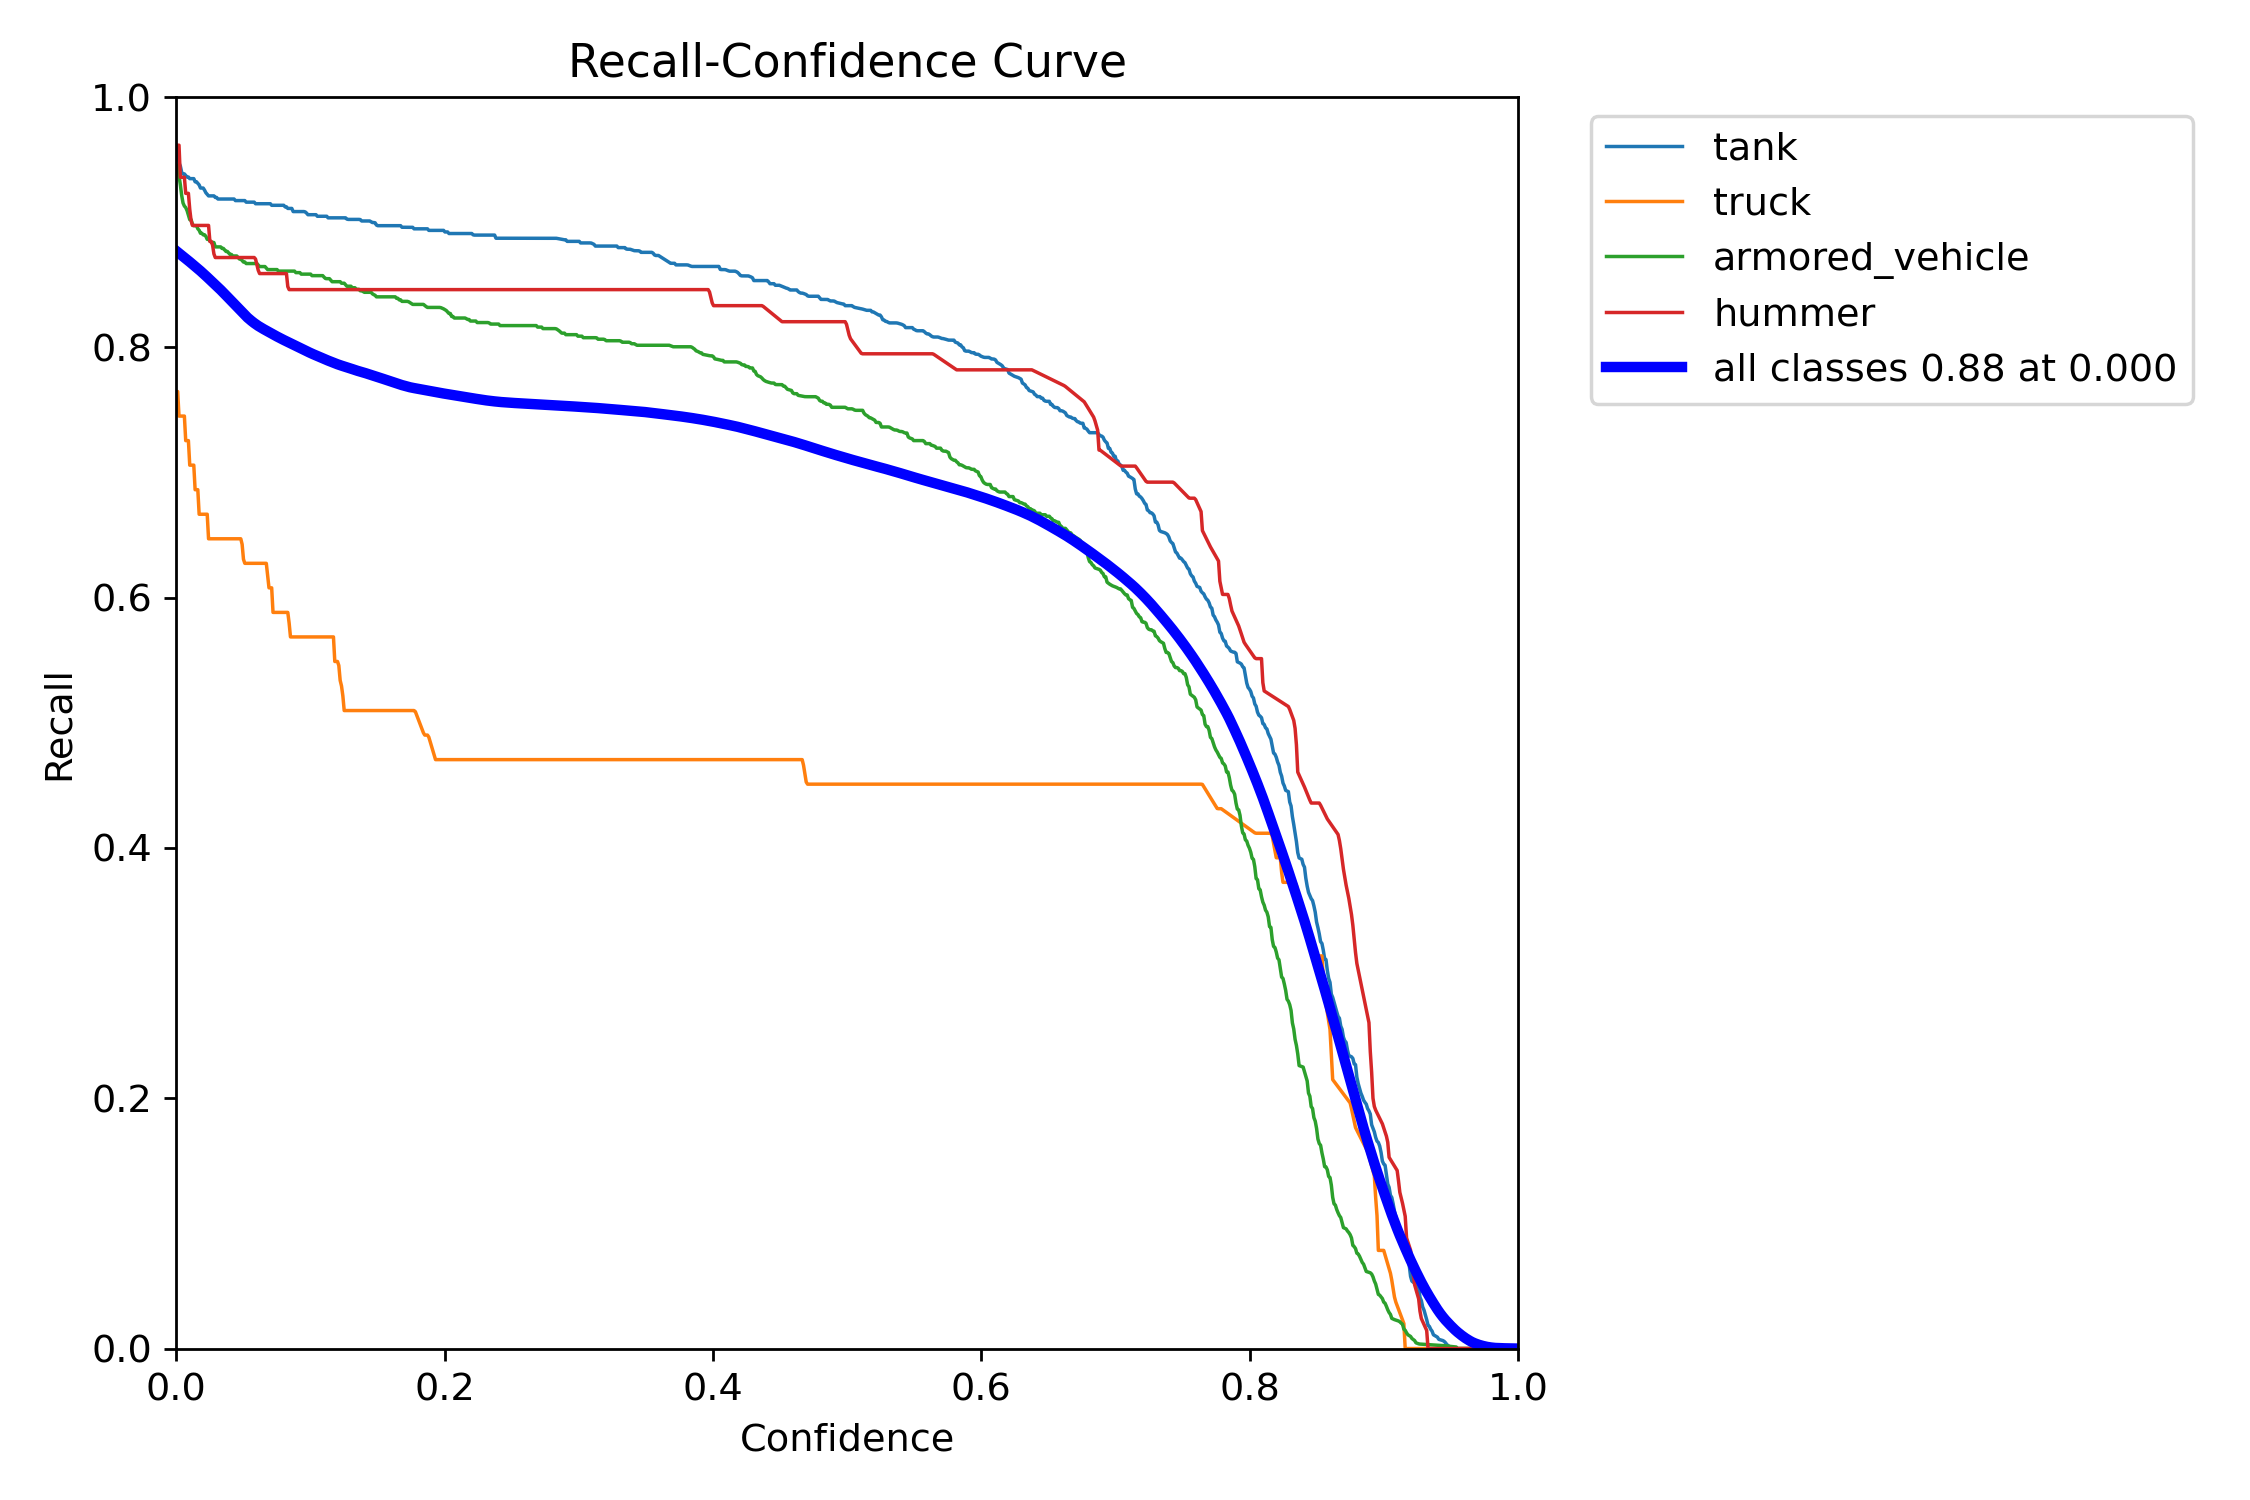 Recall-Confidence Curve
1.0
0.8
0.6
0.4
0.2
0.0
Recall
0.0 0.2 0.4 0.6 0.8 1.0
Confidence
tank
truck
armored_vehicle
hummer
all classes 0.88 at 0.000